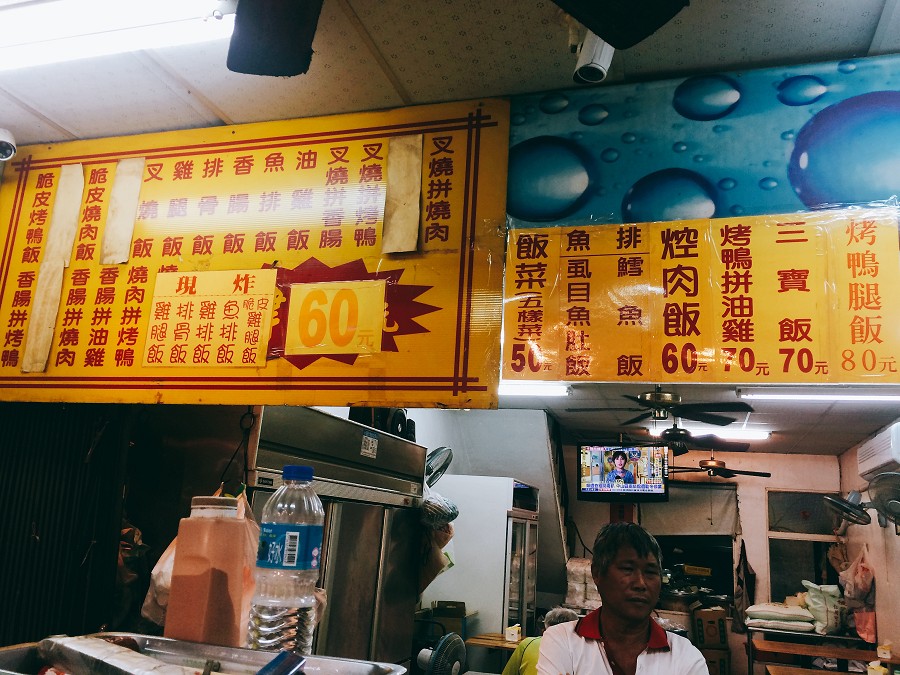 脆皮烤鴨飯
脆皮燒肉飯
叉燒飯
雞腿飯
排骨飯
香腸飯
魚排飯
油雞飯
叉燒拼香腸
叉燒拼烤鴨
叉燒拼燒肉
香腸拼烤鴨
香腸拼燒肉
香腸拼油雞
燒肉拼烤鴨
燒
現炸
雞腿飯
排骨飯
雞排飯
魚排飯
脆皮雞腿飯
60元
飯菜五樣菜50元
魚虱目魚肚飯
排鱈魚飯
焢肉飯60元
烤鴨拼油雞70元
三寶飯70元
烤鴨腿飯80元